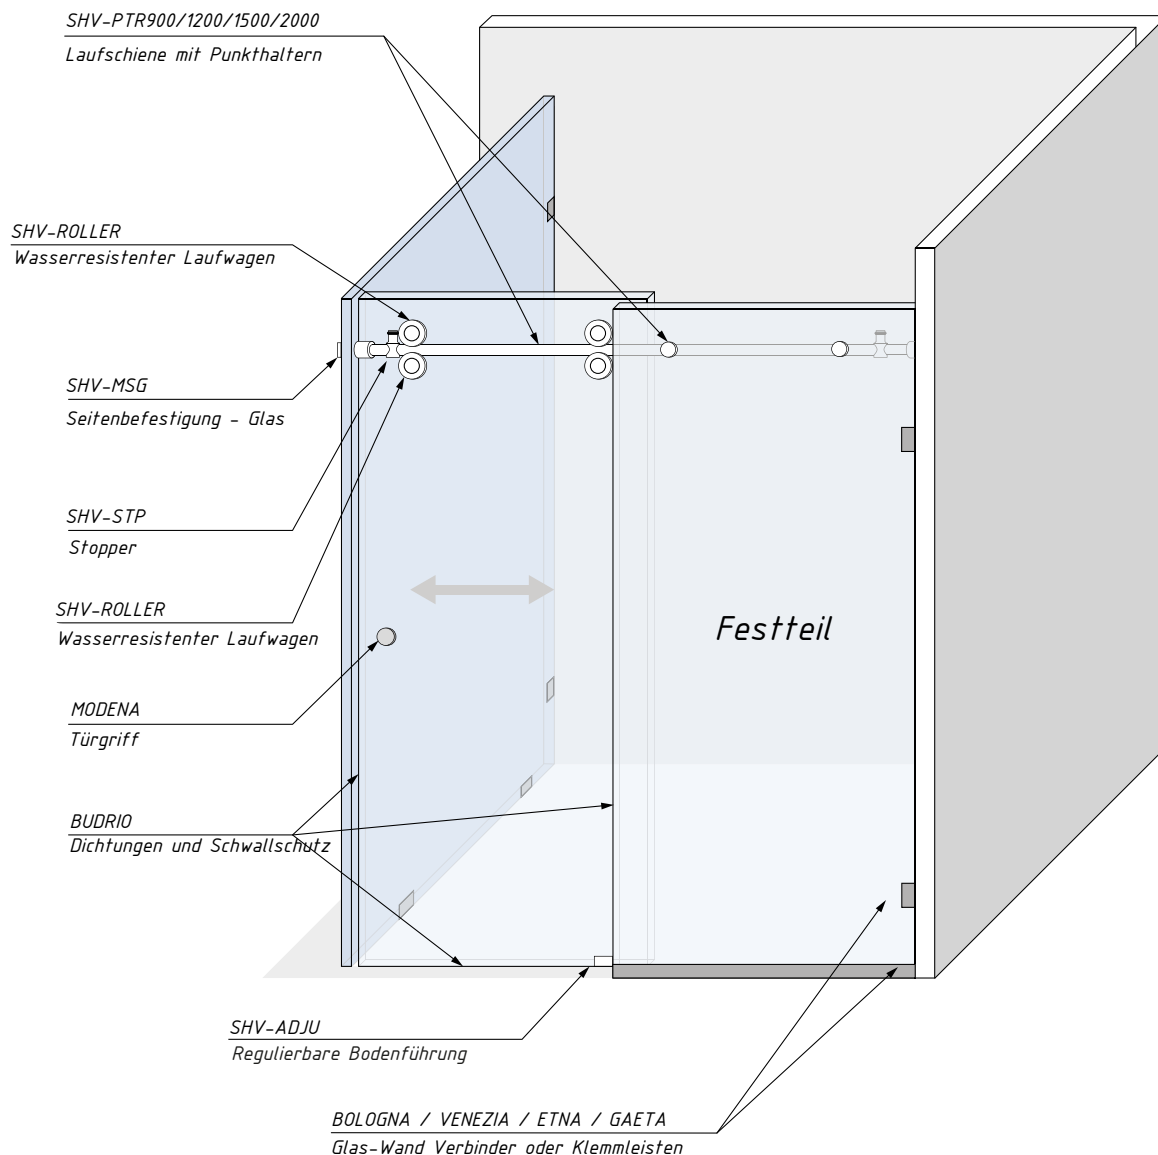 SHV-PTR900/1200/1500/2000
Laufschiene mit Punkthaltern
SHV-ROLLER
Wasserresistenter Laufwagen
SHV-MSG
Seitenbefestigung - Glas
SHV-STP
Stopper
SHV-ROLLER
Wasserresistenter Laufwagen
Festteil
MODENA
Türgriff
BUDRIO
Dichtungen und Schwallschutz
SHV-ADJU
Regulierbare Bodenführung
BOLOGNA / VENEZIA / ETNA / GAETA
Glas-Wand Verbinder oder Klemmleisten